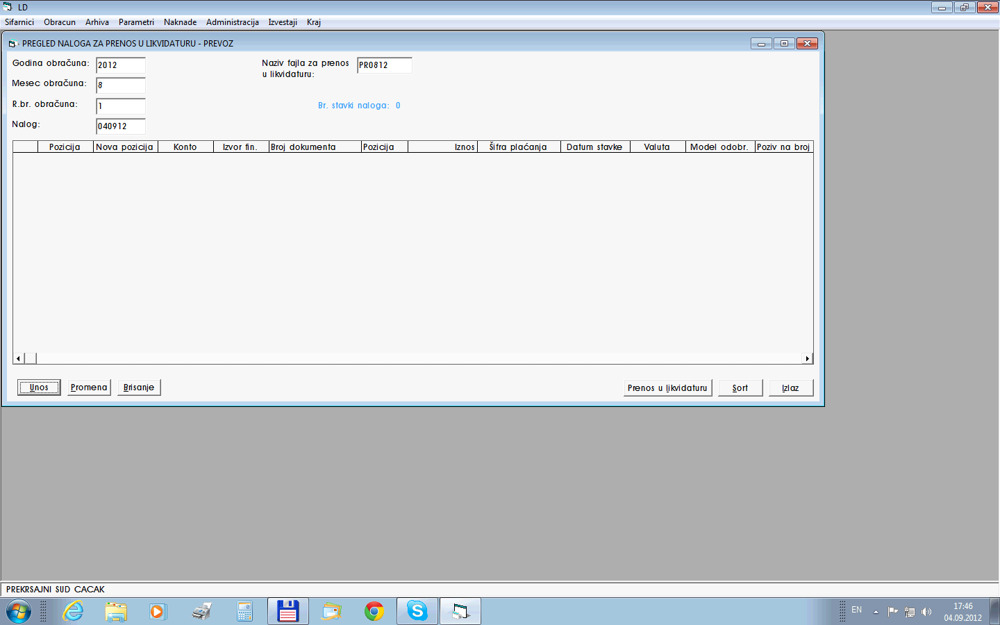 LD
Sifarnici Obracun Arhiva Parametri Naknade Administracija Izvestaji Kraj
PREGLED NALOGA ZA PRENOS U LIKVIDATURU - PREVOZ
Godina obračuna: 2012
Naziv fajla za prenos u likvidaturu: PR0812
Mesec obračuna: 8
R.br. obračuna: 1
Br. stavki naloga: 0
Nalog: 040912
Pozicija Nova pozicija Konto Izvor fin. Broj dokumenta Pozicija Iznos Šifra plaćanja Datum stavke Valuta Model odobr. Poziv na broj
Unos Promena Brisanje Prenos u likvidaturu Sort Izlaz
PREKRSAJNI SUD CACAK
EN 17:46
04.09.2012